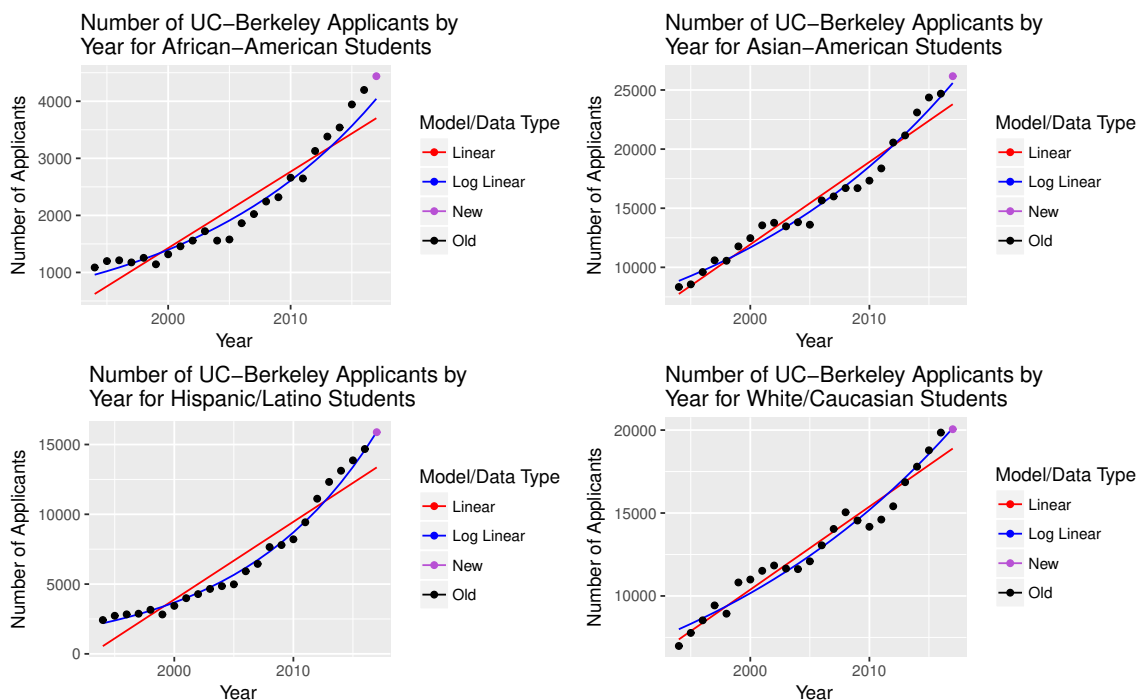 Number of UC−Berkeley Applicants by
Year for African−American Students
Number of Applicants
4000
3000
2000
1000
2000
2010
Year
Model/Data Type
Linear
Log Linear
New
Old
Number of UC−Berkeley Applicants by
Year for Asian−American Students
Number of Applicants
25000
20000
15000
10000
2000
2010
Year
Model/Data Type
Linear
Log Linear
New
Old
Number of UC−Berkeley Applicants by
Year for Hispanic/Latino Students
Number of Applicants
15000
10000
5000
0
2000
2010
Year
Model/Data Type
Linear
Log Linear
New
Old
Number of UC−Berkeley Applicants by
Year for White/Caucasian Students
Number of Applicants
20000
15000
10000
2000
2010
Year
Model/Data Type
Linear
Log Linear
New
Old